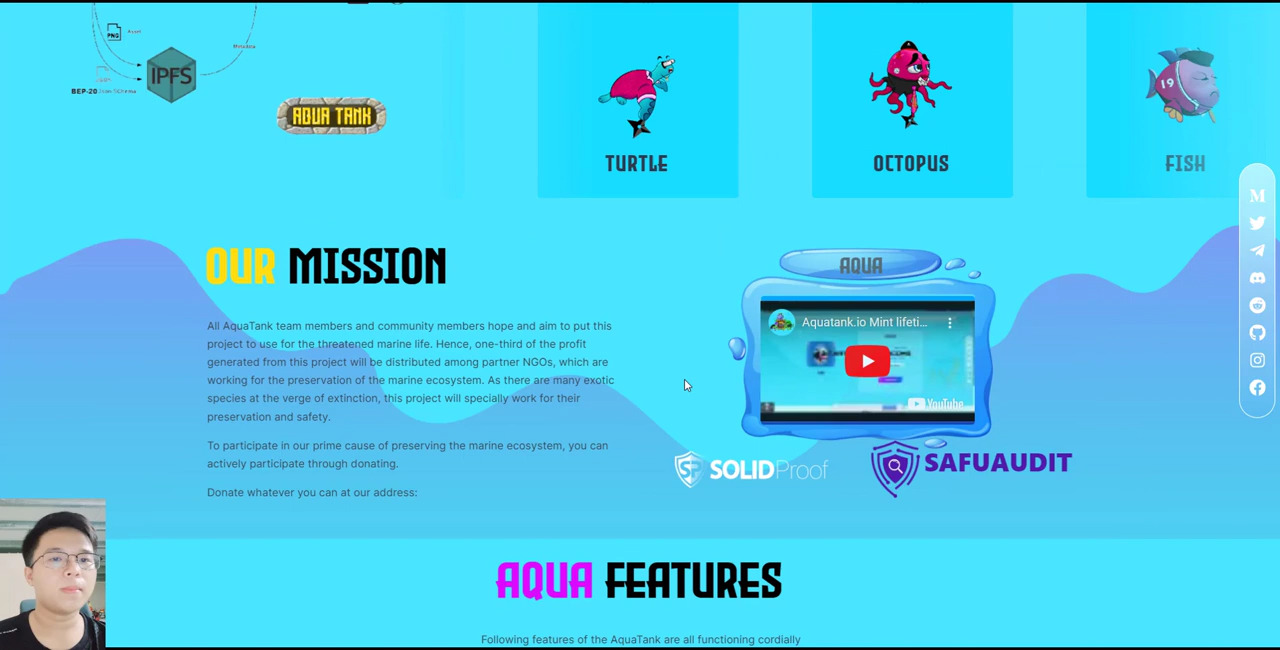 PNG
IPFS
BEP-20
Metadata
AQUA TANK
TURTLE
OCTOPUS
19
FISH
OUR MISSION
All AquaTank team members and community members hope and aim to put this
project to use for the threatened marine life. Hence, one-third of the profit
generated from this project will be distributed among partner NGOs, which are
working for the preservation of the marine ecosystem. As there are many exotic
species at the verge of extinction, this project will specially work for their
preservation and safety.
To participate in our prime cause of preserving the marine ecosystem, you can
actively participate through donating.
Donate whatever you can at our address:
AQUA
Aquatank.io Mint lifeti...
YouTube
SP SOLIDProof
SAFUAUDIT
AQUA FEATURES
Following features of the AquaTank are all functioning cordially